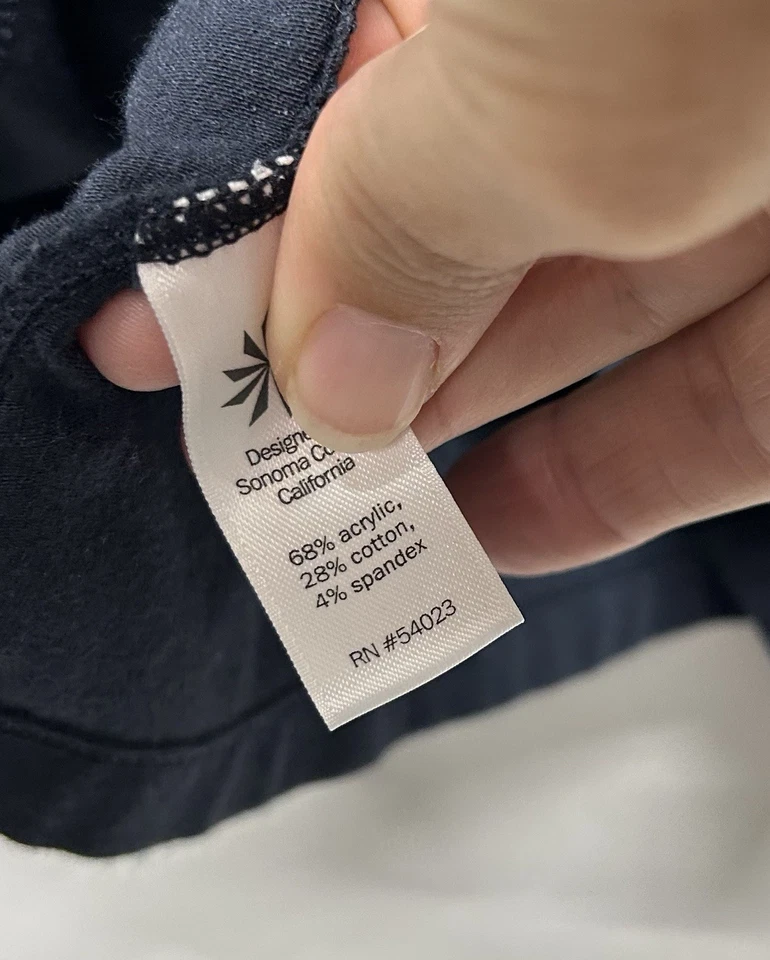 Sonoma
California
68% acrylic,
28% cotton,
4% spandex
RN #54023